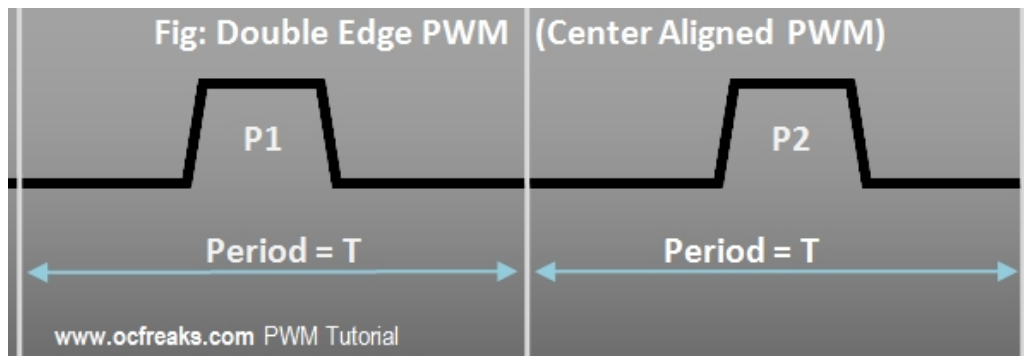 Fig: Double Edge PWM (Center Aligned PWM)
P1 P2
Period = T Period = T
www.ocfreaks.com PWM Tutorial